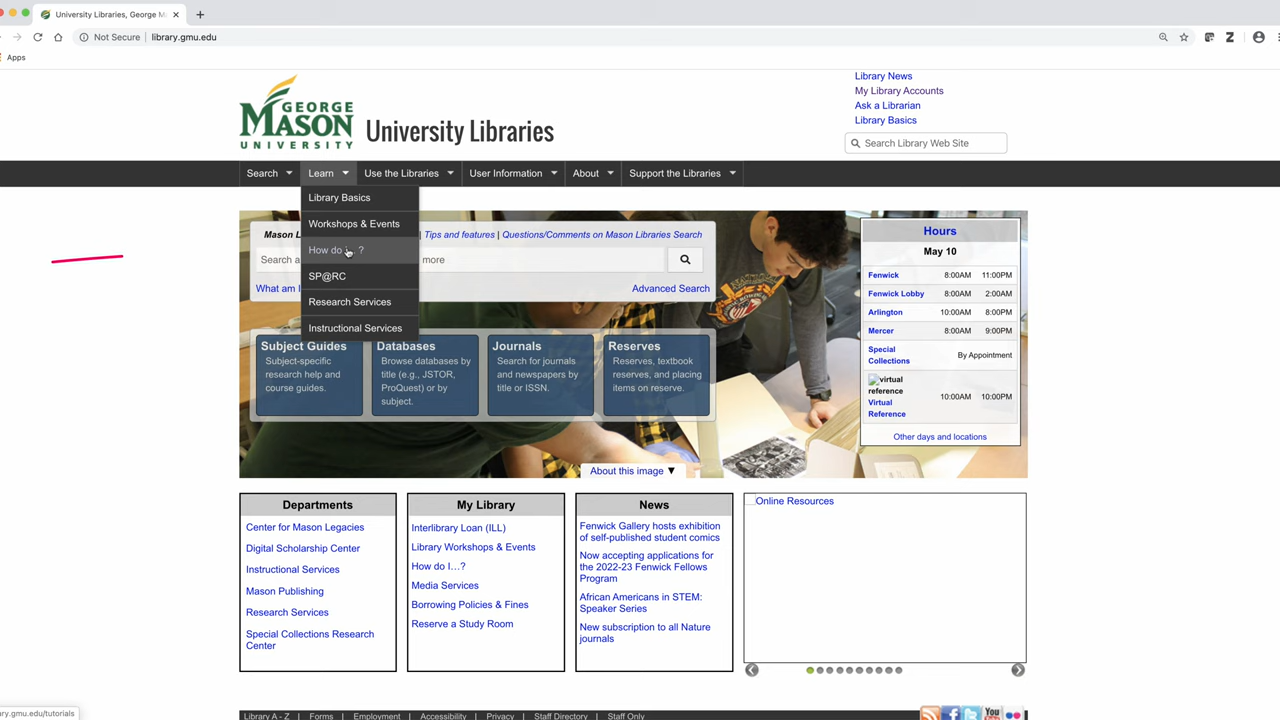 University Libraries, George M
Not Secure
library.gmu.edu
Apps
GEORGE
MASON
UNIVERSITY
University Libraries
Library News
My Library Accounts
Ask a Librarian
Library Basics
Search Library Web Site
Search
Learn
Use the Libraries
User Information
About
Support the Libraries
Library Basics
Workshops & Events
How do I...?
SP@RC
Research Services
Instructional Services
Mason L
| Tips and features | Questions/Comments on Mason Libraries Search
Search a
more
What am I
Advanced Search
Subject Guides
Subject-specific
research help and
course guides.
Databases
Browse databases by
title (e.g., JSTOR,
ProQuest) or by
subject.
Journals
Search for journals
and newspapers by
title or ISSN.
Reserves
Reserves, textbook
reserves, and placing
items on reserve.
About this image ▼
Hours
May 10
Fenwick 8:00AM 11:00PM
Fenwick Lobby 8:00AM 2:00AM
Arlington 10:00AM 8:00PM
Mercer 8:00AM 9:00PM
Special
Collections
By Appointment
virtual
reference
Virtual
Reference
10:00AM 10:00PM
Other days and locations
Departments
Center for Mason Legacies
Digital Scholarship Center
Instructional Services
Mason Publishing
Research Services
Special Collections Research
Center
My Library
Interlibrary Loan (ILL)
Library Workshops & Events
How do I…?
Media Services
Borrowing Policies & Fines
Reserve a Study Room
News
Fenwick Gallery hosts exhibition
of self-published student comics
Now accepting applications for
the 2022-23 Fenwick Fellows
Program
African Americans in STEM:
Speaker Series
New subscription to all Nature
journals
Online Resources
rary.gmu.edu/tutorials
Library A - Z | Forms | Employment | Accessibility | Privacy | Staff Directory | Staff Only
You